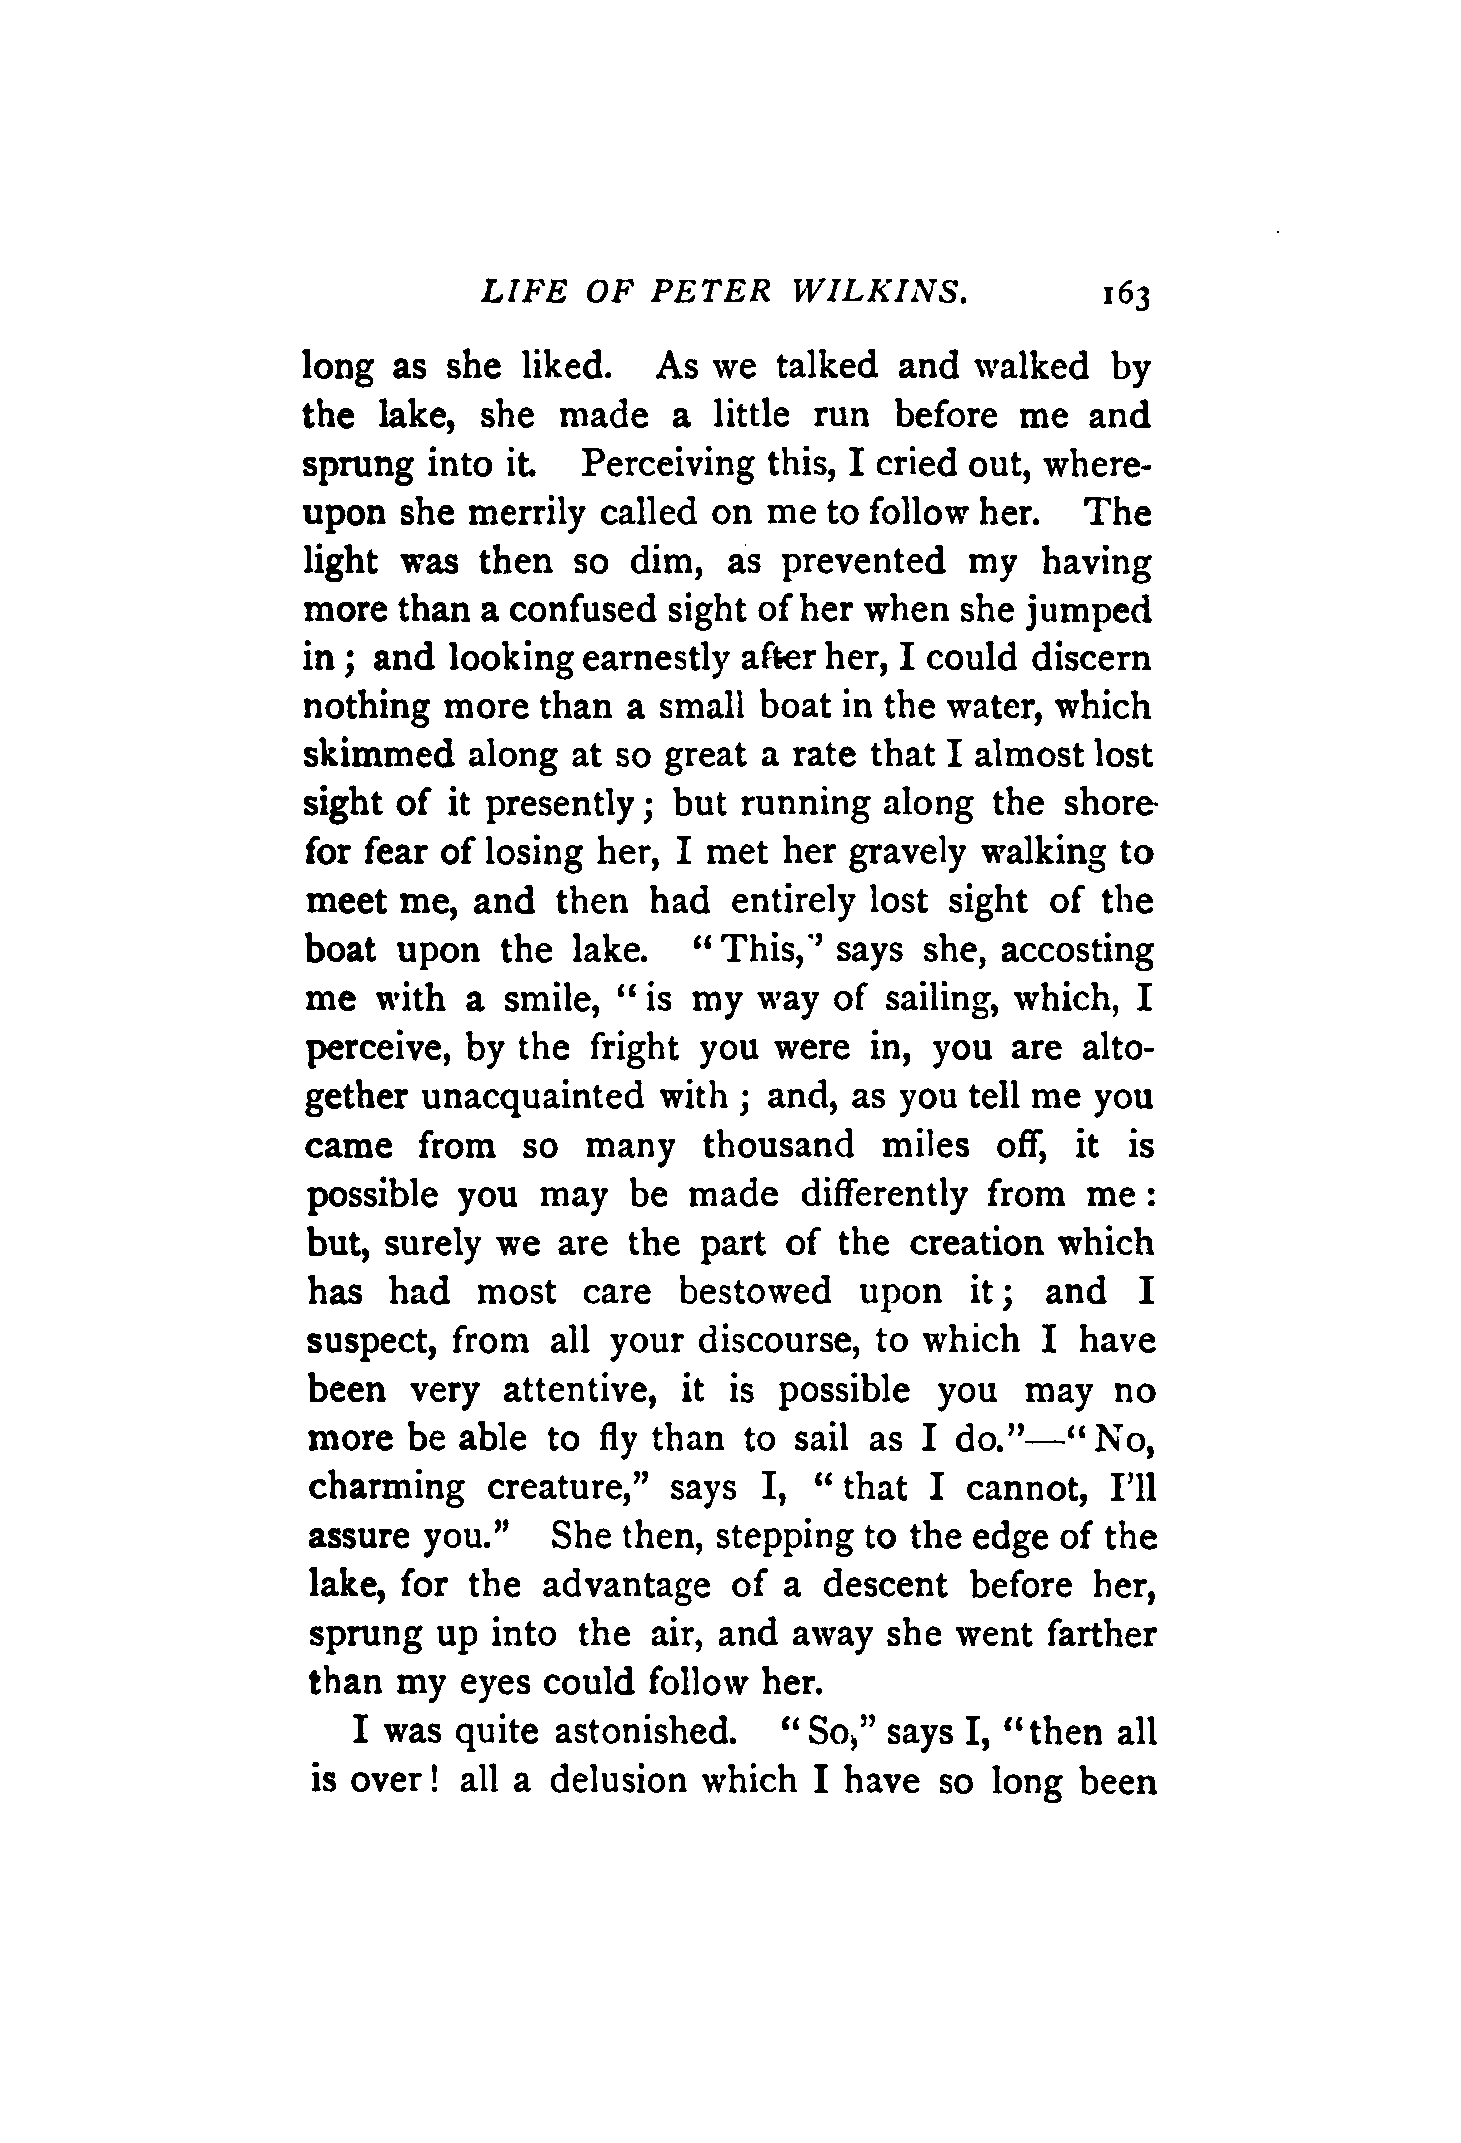 LIFE OF PETER WILKINS. 163
long as she liked. As we talked and walked by
the lake, she made a little run before me and
sprung into it. Perceiving this, I cried out, where-
upon she merrily called on me to follow her. The
light was then so dim, as prevented my having
more than a confused sight of her when she jumped
in ; and looking earnestly after her, I could discern
nothing more than a small boat in the water, which
skimmed along at so great a rate that I almost lost
sight of it presently ; but running along the shore
for fear of losing her, I met her gravely walking to
meet me, and then had entirely lost sight of the
boat upon the lake. “ This,” says she, accosting
me with a smile, “ is my way of sailing, which, I
perceive, by the fright you were in, you are alto-
gether unacquainted with ; and, as you tell me you
came from so many thousand miles off, it is
possible you may be made differently from me :
but, surely we are the part of the creation which
has had most care bestowed upon it ; and I
suspect, from all your discourse, to which I have
been very attentive, it is possible you may no
more be able to fly than to sail as I do.”—“ No,
charming creature,” says I, “ that I cannot, I’ll
assure you.” She then, stepping to the edge of the
lake, for the advantage of a descent before her,
sprung up into the air, and away she went farther
than my eyes could follow her.
I was quite astonished. “ So,” says I, “then all
is over ! all a delusion which I have so long been